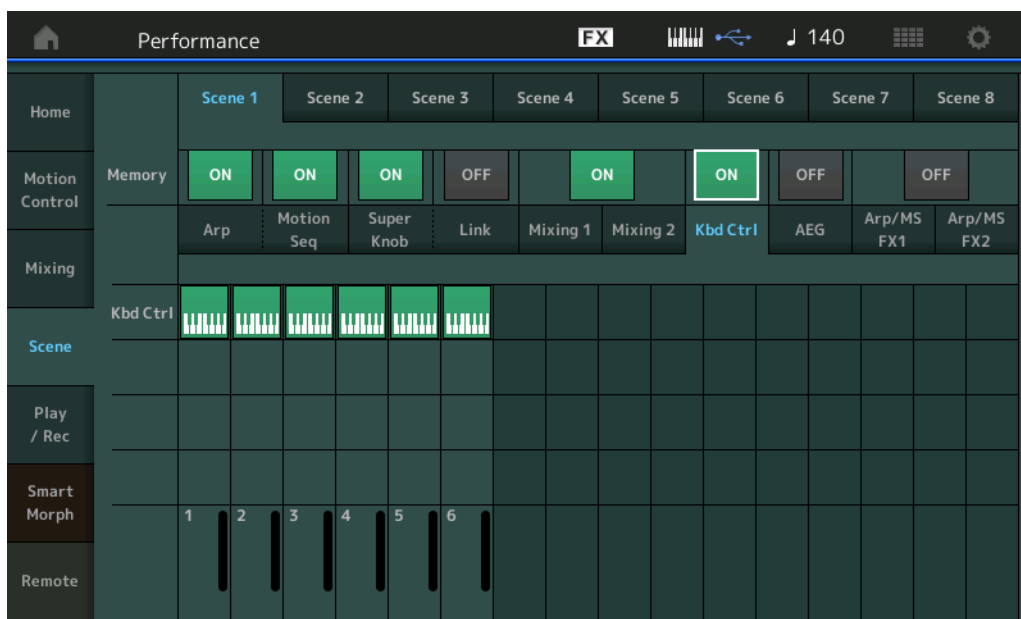 Performance FX 140
Scene 1 Scene 2 Scene 3 Scene 4 Scene 5 Scene 6 Scene 7 Scene 8
Home
Memory ON ON ON OFF ON ON OFF OFF
Motion
Control
Arp Motion
Seq Super
Knob Link Mixing 1 Mixing 2 Kbd Ctrl AEG Arp/MS
FX1 Arp/MS
FX2
Mixing
Kbd Ctrl
Scene
Play
/ Rec
Smart
Morph
1 2 3 4 5 6
Remote